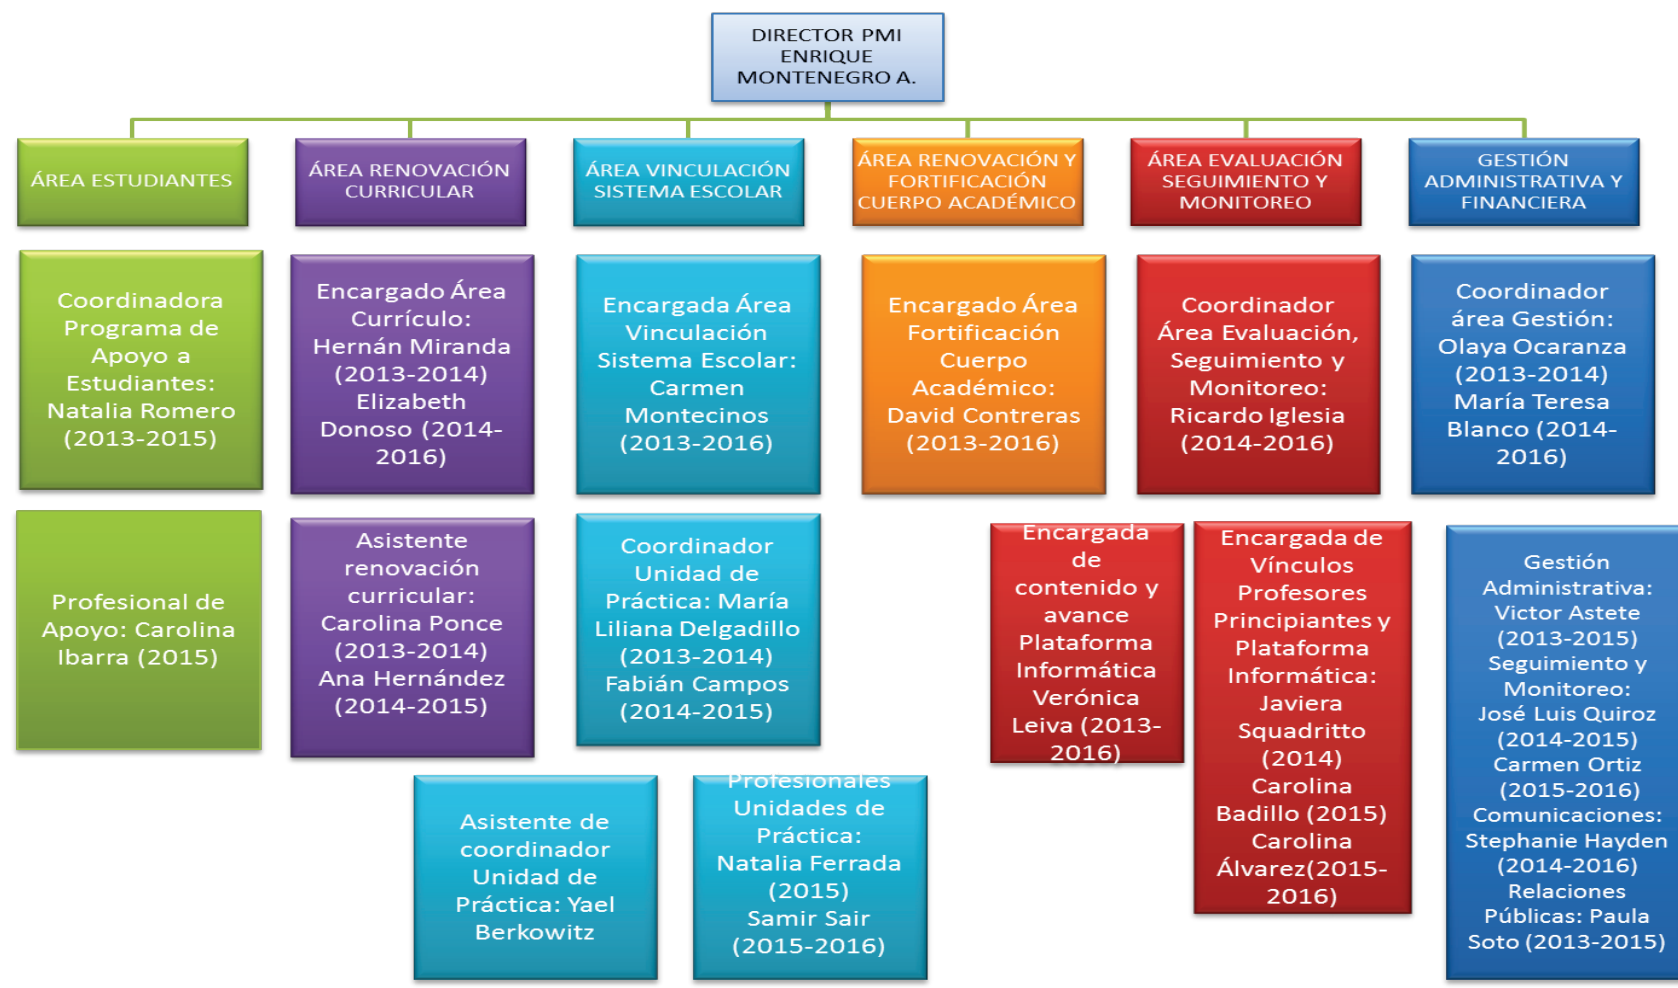 DIRECTOR PMI
ENRIQUE
MONTENEGRO A.
ÁREA ESTUDIANTES
ÁREA RENOVACIÓN
CURRICULAR
ÁREA VINCULACIÓN
SISTEMA ESCOLAR
ÁREA RENOVACIÓN Y
FORTIFICACIÓN
CUERPO ACADÉMICO
ÁREA EVALUACIÓN
SEGUIMIENTO Y
MONITOREO
GESTIÓN
ADMINISTRATIVA Y
FINANCIERA
Coordinadora
Programa de
Apoyo a
Estudiantes:
Natalia Romero
(2013-2015)
Encargado Área
Currículo:
Hernán Miranda
(2013-2014)
Elizabeth
Donoso (2014-
2016)
Encargada Área
Vinculación
Sistema Escolar:
Carmen
Montecinos
(2013-2016)
Encargado Área
Fortificación
Cuerpo
Académico:
David Contreras
(2013-2016)
Coordinador
Área Evaluación,
Seguimiento y
Monitoreo:
Ricardo Iglesia
(2014-2016)
Coordinador
área Gestión:
Olaya Ocaranza
(2013-2014)
María Teresa
Blanco (2014-
2016)
Profesional de
Apoyo: Carolina
Ibarra (2015)
Asistente
renovación
curricular:
Carolina Ponce
(2013-2014)
Ana Hernández
(2014-2015)
Coordinador
Unidad de
Práctica: María
Liliana Delgadillo
(2013-2014)
Fabián Campos
(2014-2015)
Encargada
de
contenido y
avance
Plataforma
Informática
Verónica
Leiva (2013-
2016)
Encargada de
Vínculos
Profesores
Principiantes y
Plataforma
Informática:
Javiera
Squadritto
(2014)
Carolina
Badillo (2015)
Carolina
Álvarez(2015-
2016)
Gestión
Administrativa:
Victor Astete
(2013-2015)
Seguimiento y
Monitoreo:
José Luis Quiroz
(2014-2015)
Carmen Ortiz
(2015-2016)
Comunicaciones:
Stephanie Hayden
(2014-2016)
Relaciones
Públicas: Paula
Soto (2013-2015)
Asistente de
coordinador
Unidad de
Práctica: Yael
Berkowitz
Profesionales
Unidades de
Práctica:
Natalia Ferrada
(2015)
Samir Sair
(2015-2016)